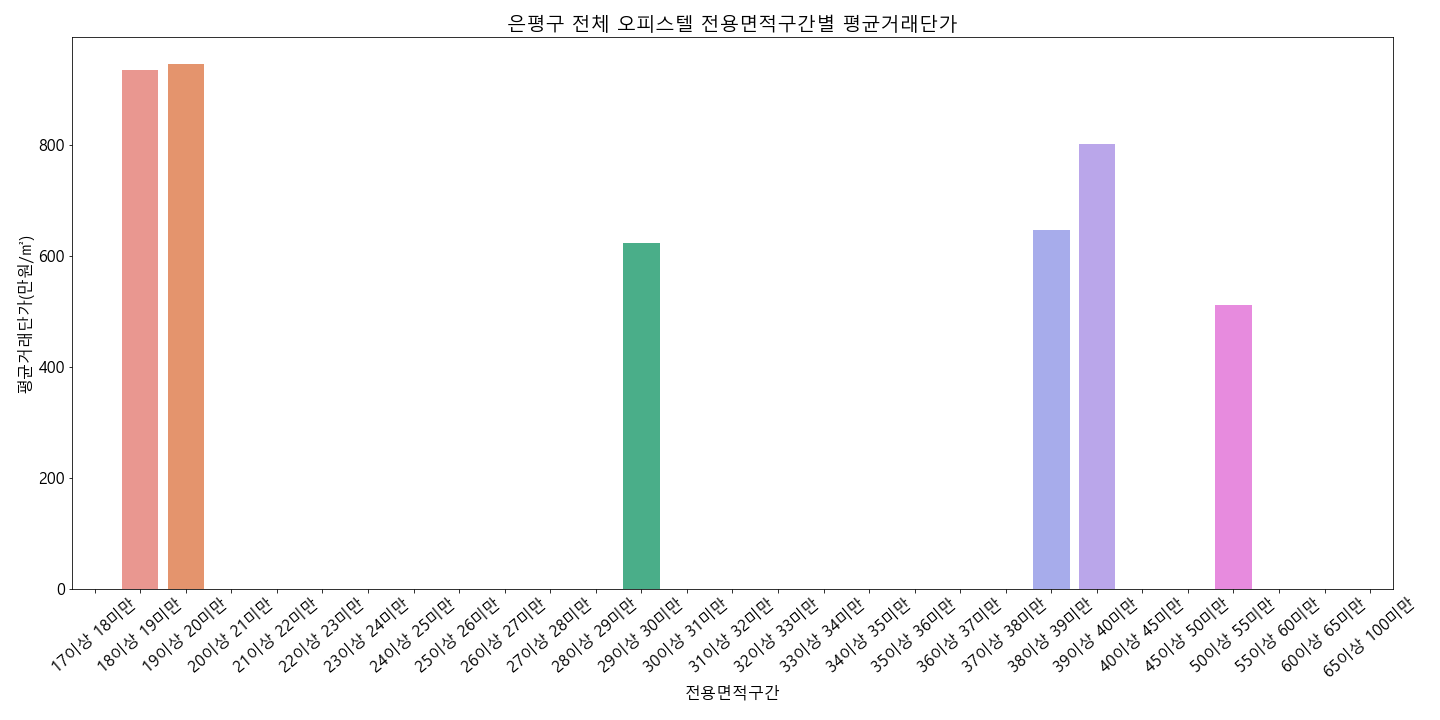 은평구 전체 오피스텔 전용면적구간별 평균거래단가
평균거래단가(만원/㎡)
800
600
400
200
0
17이상 18미만
18이상 19미만
19이상 20미만
20이상 21미만
21이상 22미만
22이상 23미만
23이상 24미만
24이상 25미만
25이상 26미만
26이상 27미만
27이상 28미만
28이상 29미만
29이상 30미만
30이상 31미만
31이상 32미만
32이상 33미만
33이상 34미만
34이상 35미만
35이상 36미만
36이상 37미만
37이상 38미만
38이상 39미만
39이상 40미만
40이상 45미만
45이상 50미만
50이상 55미만
55이상 60미만
60이상 65미만
65이상 100미만
전용면적구간